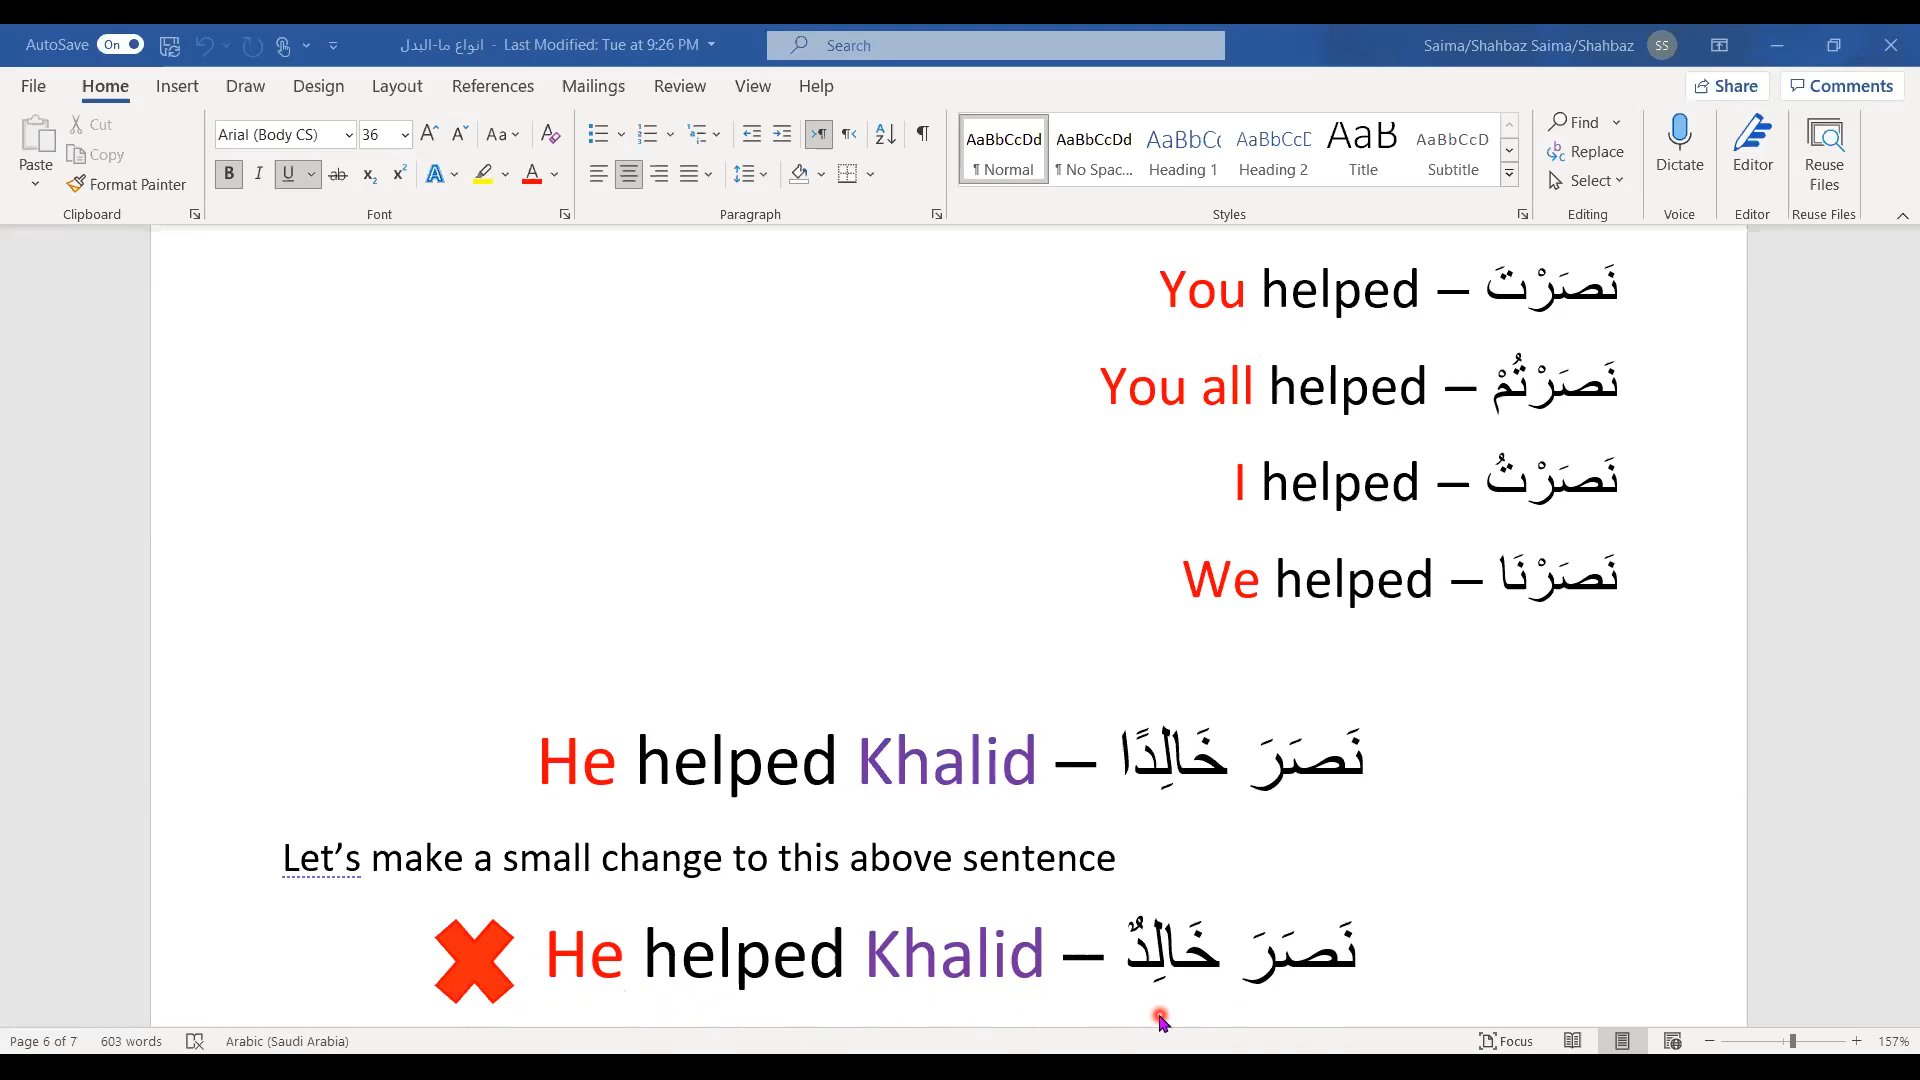 AutoSave On انواع ما-البدل - Last Modified: Tue at 9:26 PM Search Saima/Shahbaz Saima/Shahbaz SS
File Home Insert Draw Design Layout References Mailings Review View Help Share Comments
Paste Cut Copy Format Painter Clipboard
Arial (Body CS) 36 Aa
B I U ab x₂ x² A A
Font
Paragraph
AaBbCcDd AaBbCcDd AaBbCc AaBbCcD AaB AaBbCcD
¶ Normal ¶ No Spac... Heading 1 Heading 2 Title Subtitle
Styles
Find
Replace
Select
Editing
Dictate
Voice
Editor
Editor
Reuse Files
Reuse Files
You helped – نَصَرْتَ
You all helped – نَصَرْتُمْ
I helped – نَصَرْتُ
We helped – نَصَرْنَا
He helped Khalid – نَصَرَ خَالِدًا
Let’s make a small change to this above sentence
He helped Khalid – نَصَرَ خَالِدٌ
Page 6 of 7 603 words Arabic (Saudi Arabia) Focus 157%